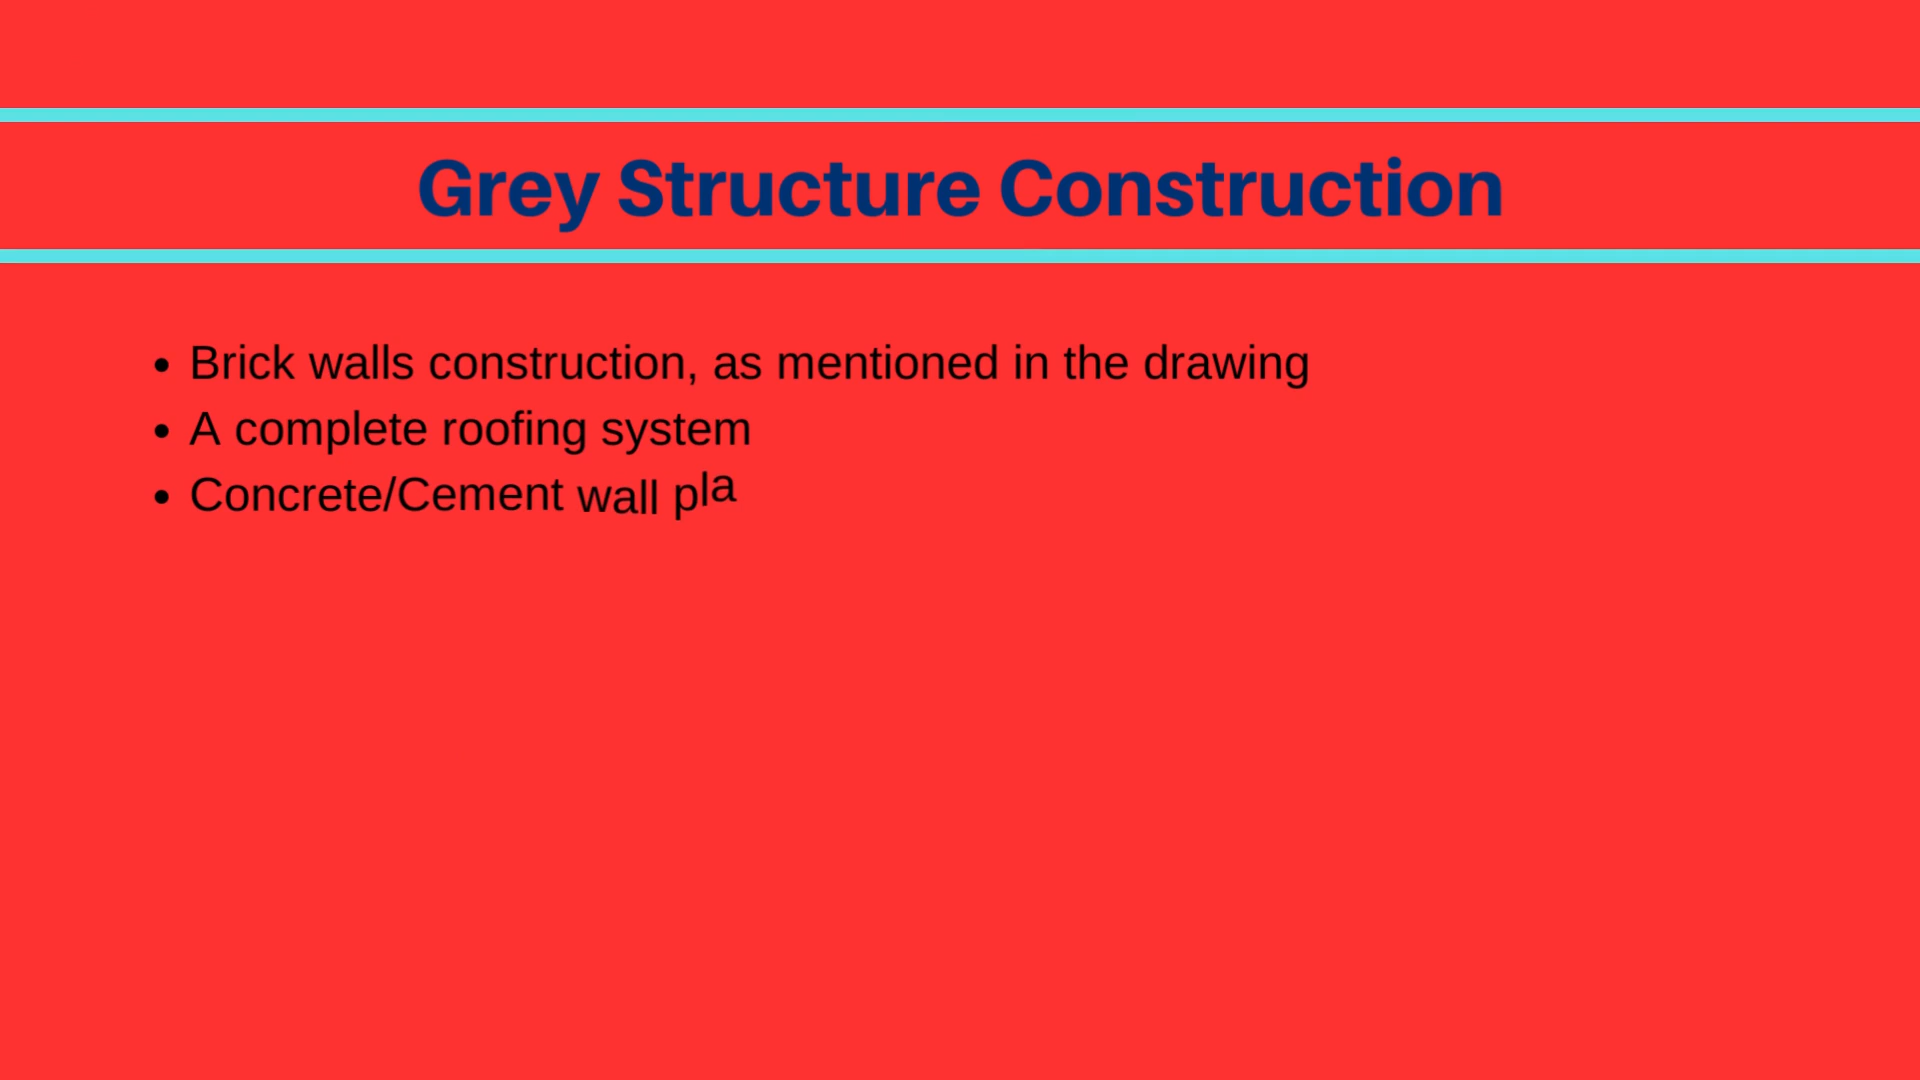 Grey Structure Construction
• Brick walls construction, as mentioned in the drawing
• A complete roofing system
• Concrete/Cement wall pla